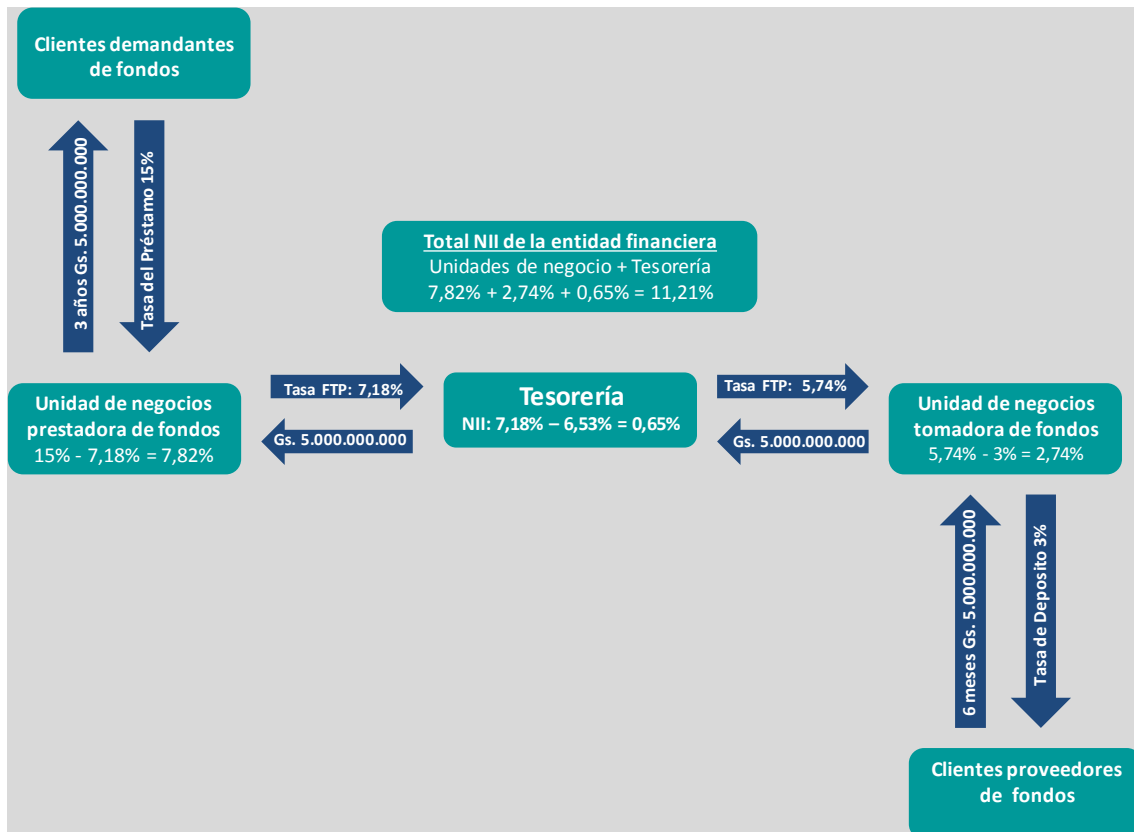 Clientes demandantes
de fondos
3 años Gs. 5.000.000.000
Tasa del Préstamo 15%
Total NII de la entidad financiera
Unidades de negocio + Tesorería
7,82% + 2,74% + 0,65% = 11,21%
Unidad de negocios
prestadora de fondos
15% - 7,18% = 7,82%
Tasa FTP: 7,18%
Gs. 5.000.000.000
Tesorería
NII: 7,18% – 6,53% = 0,65%
Tasa FTP: 5,74%
Gs. 5.000.000.000
Unidad de negocios
tomadora de fondos
5,74% - 3% = 2,74%
6 meses Gs. 5.000.000.000
Tasa de Deposito 3%
Clientes proveedores
de fondos